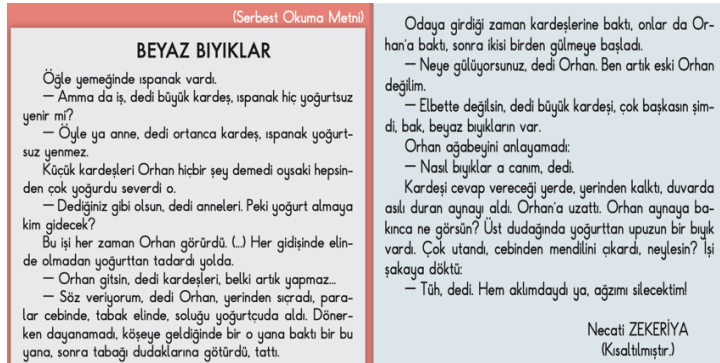 (Serbest Okuma Metni)
BEYAZ BIYIKLAR
Öğle yemeğinde ıspanak vardı.
— Amma da iş, dedi büyük kardeş, ıspanak hiç yoğurtsuz
yenir mi?
— Öyle ya anne, dedi ortanca kardeş, ıspanak yoğurt-
suz yenmez.
Küçük kardeşleri Orhan hiçbir şey demedi oysaki hepsin-
den çok yoğurdu severdi o.
— Dediğiniz gibi olsun, dedi anneleri. Peki yoğurt almaya
kim gidecek?
Bu işi her zaman Orhan görürdü. (...) Her gidişinde elin-
de olmadan yoğurttan tadardı yolda.
— Orhan gitsin, dedi kardeşleri, belki artık yapmaz...
— Söz veriyorum, dedi Orhan, yerinden sıçradı, para-
lar cebinde, tabak elinde, soluğu yoğurtçuda aldı. Döner-
ken dayanamadı, köşeye geldiğinde bir o yana baktı bir bu
yana, sonra tabağı dudaklarına götürdü, tattı.
Odaya girdiği zaman kardeşlerine baktı, onlar da Or-
han'a baktı, sonra ikisi birden gülmeye başladı.
— Neye gülüyorsunuz, dedi Orhan. Ben artık eski Orhan
değilim.
— Elbette değilsin, dedi büyük kardeşi, çok başkasın şim-
di, bak, beyaz bıyıkların var.
Orhan ağabeyini anlayamadı:
— Nasıl bıyıklar a canım, dedi.
Kardeşi cevap vereceği yerde, yerinden kalktı, duvarda
asılı duran aynayı aldı. Orhan'a uzattı. Orhan aynaya ba-
kınca ne görsün? Üst dudağında yoğurttan upuzun bir bıyık
vardı. Çok utandı, cebinden mendilini çıkardı, neylesin? İşi
şakaya döktü:
— Tüh, dedi. Hem aklımdaydı ya, ağzımı silecektim!
Necati ZEKERİYA
(Kısaltılmıştır.)